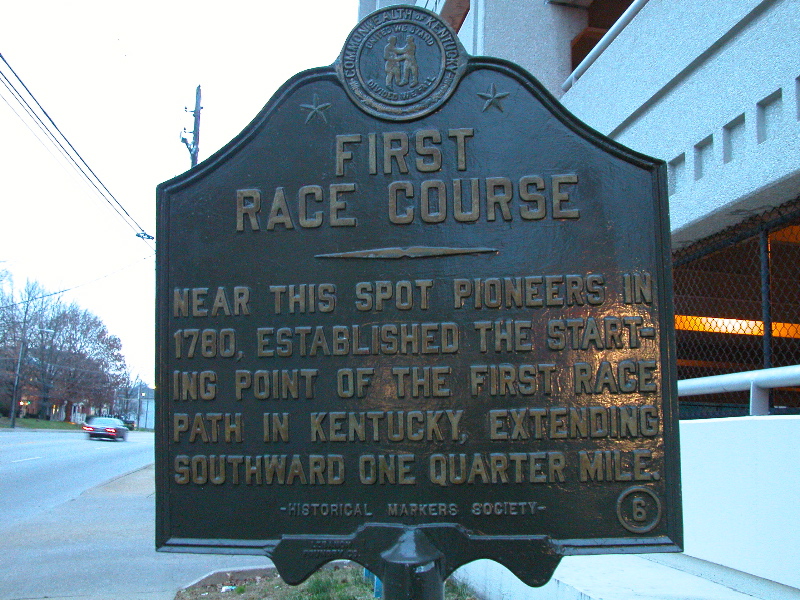 COMMONWEALTH OF KENTUCKY
UNITED WE STAND
DIVIDED WE FALL
FIRST
RACE COURSE
NEAR THIS SPOT PIONEERS IN
1780, ESTABLISHED THE START-
ING POINT OF THE FIRST RACE
PATH IN KENTUCKY, EXTENDING
SOUTHWARD ONE QUARTER MILE.
-HISTORICAL MARKERS SOCIETY-
6
FOUNDRY CO.